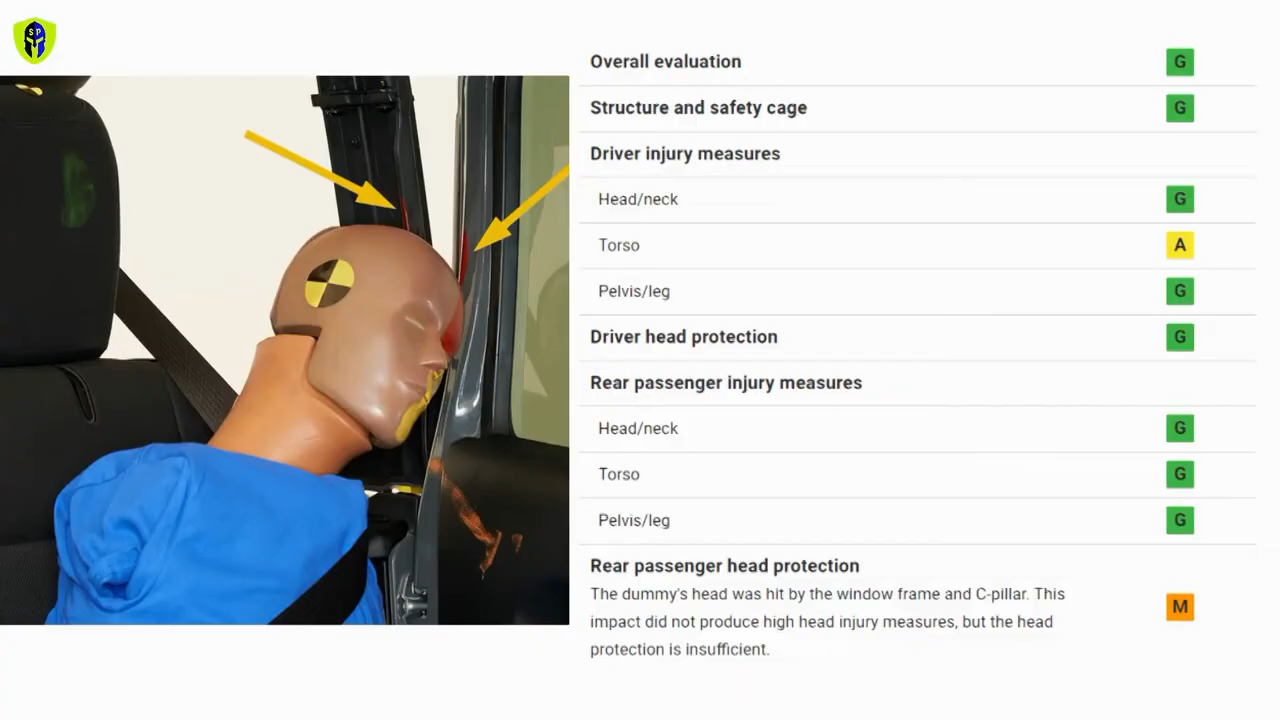 SP
Overall evaluation G
Structure and safety cage G
Driver injury measures
Head/neck G
Torso A
Pelvis/leg G
Driver head protection G
Rear passenger injury measures
Head/neck G
Torso G
Pelvis/leg G
Rear passenger head protection
The dummy's head was hit by the window frame and C-pillar. This
impact did not produce high head injury measures, but the head
protection is insufficient.
M